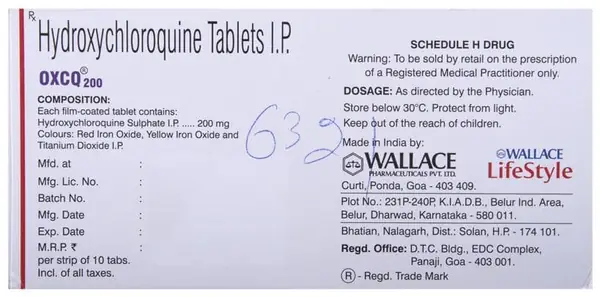 Rx
Hydroxychloroquine Tablets I.P.
OXCQ® 200
COMPOSITION:
Each film-coated tablet contains:
Hydroxychloroquine Sulphate I.P. ..... 200 mg
Colours: Red Iron Oxide, Yellow Iron Oxide and
Titanium Dioxide I.P.
Mfd. at :
Mfg. Lic. No. :
Batch No. :
Mfg. Date :
Exp. Date :
M.R.P. ₹ :
per strip of 10 tabs.
Incl. of all taxes.
632
SCHEDULE H DRUG
Warning: To be sold by retail on the prescription
of a Registered Medical Practitioner only.
DOSAGE: As directed by the Physician.
Store below 30°C. Protect from light.
Keep out of the reach of children.
Made in India by:
WALLACE
PHARMACEUTICALS PVT. LTD.
WALLACE
LifeStyle
Curti, Ponda, Goa - 403 409.
Plot No.: 231P-240P, K.I.A.D.B., Belur Ind. Area,
Belur, Dharwad, Karnataka - 580 011.
Bhatian, Nalagarh, Dist.: Solan, H.P. - 174 101.
Regd. Office: D.T.C. Bldg., EDC Complex,
Panaji, Goa - 403 001.
® - Regd. Trade Mark